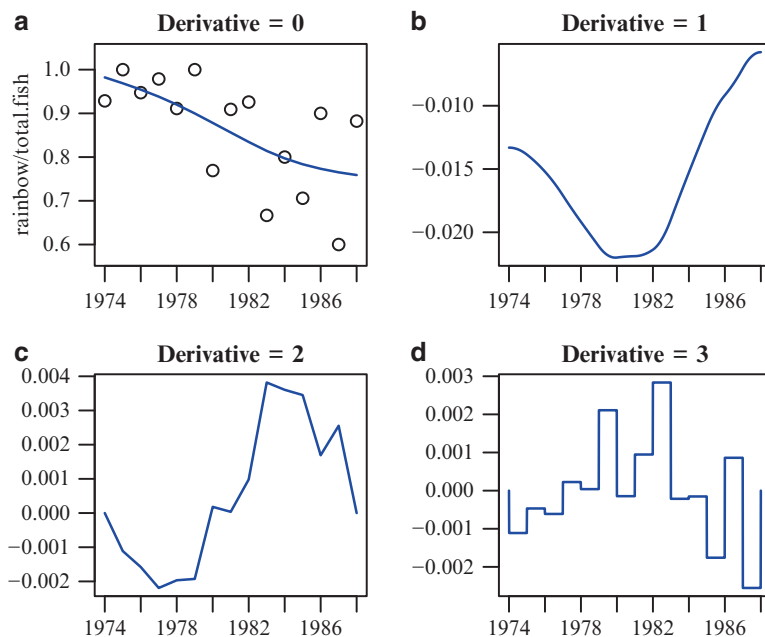 a Derivative = 0
rainbow/total.fish
1.0
0.9
0.8
0.7
0.6
1974 1978 1982 1986
b Derivative = 1
−0.010
−0.015
−0.020
1974 1978 1982 1986
c Derivative = 2
0.004
0.003
0.002
0.001
0.000
−0.001
−0.002
1974 1978 1982 1986
d Derivative = 3
0.003
0.002
0.001
0.000
−0.001
−0.002
1974 1978 1982 1986